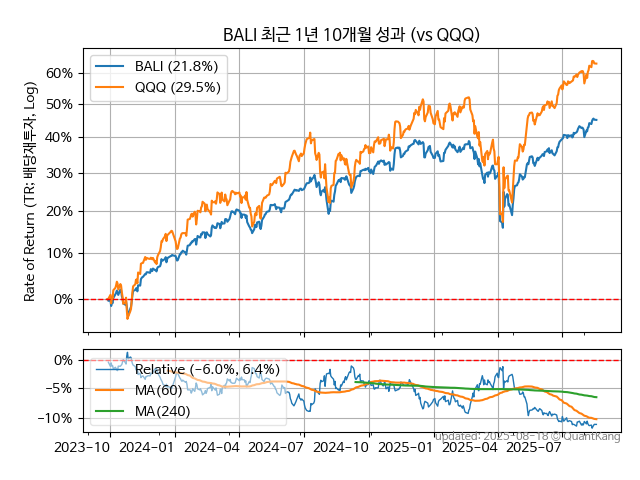 BALI 최근 1년 10개월 성과 (vs QQQ)
Rate of Return (TR: 배당재투자, Log)
BALI (21.8%)
QQQ (29.5%)
60%
50%
40%
30%
20%
10%
0%
0%
−5%
−10%
Relative (−6.0%, 6.4%)
MA(60)
MA(240)
2023-10
2024-01
2024-04
2024-07
2024-10
2025-01
2025-04
2025-07
updated: 2025-08-18 © QuantKang